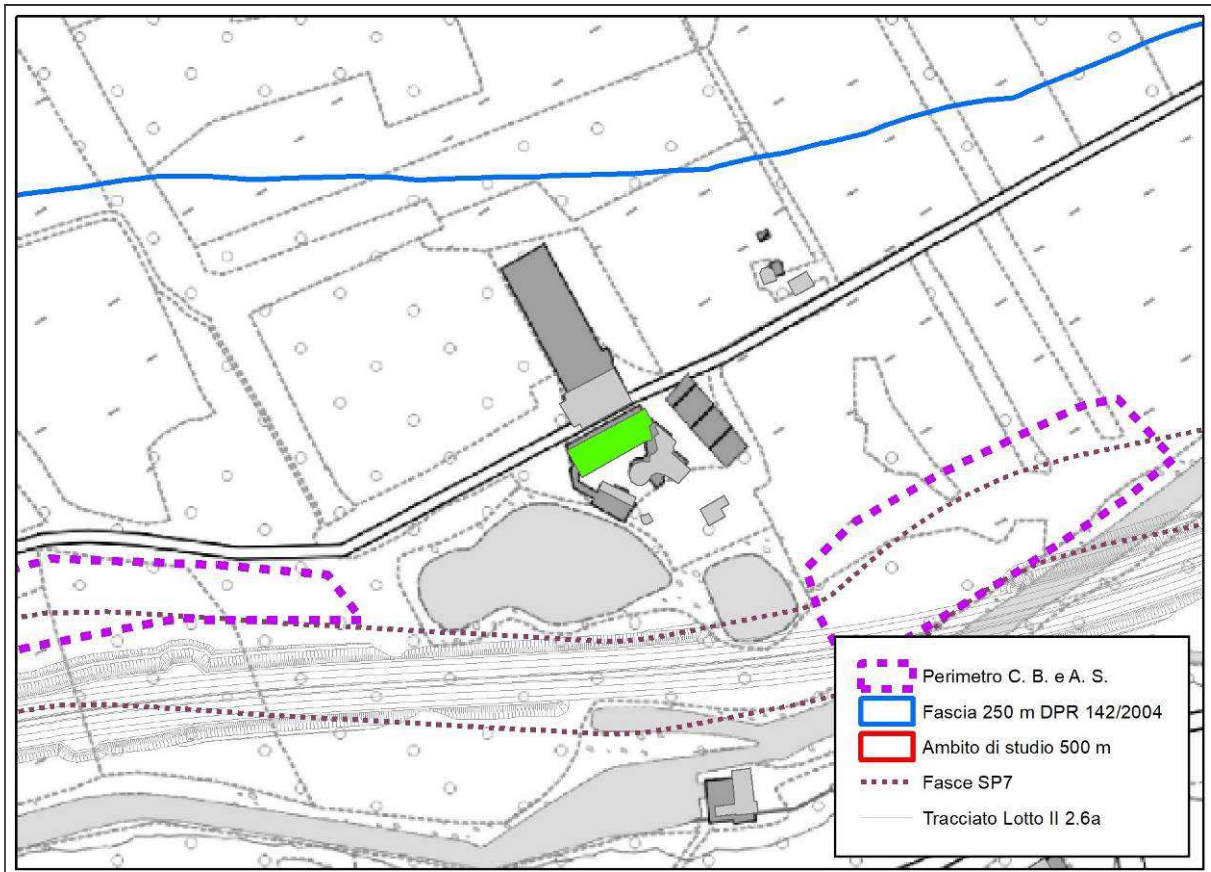 Perimetro C. B. e A. S.
Fascia 250 m DPR 142/2004
Ambito di studio 500 m
Fasce SP7
Tracciato Lotto II 2.6a